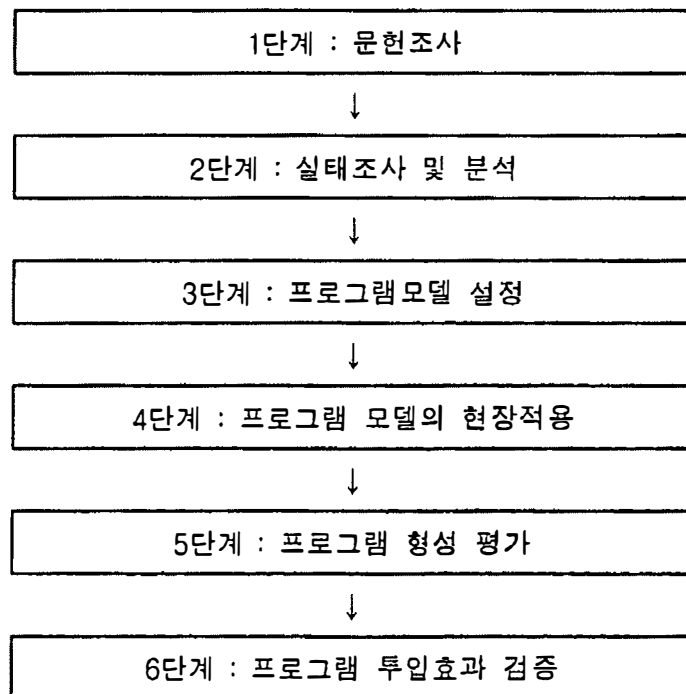 1단계 : 문헌조사
↓
2단계 : 실태조사 및 분석
↓
3단계 : 프로그램모델 설정
↓
4단계 : 프로그램 모델의 현장적용
↓
5단계 : 프로그램 형성 평가
↓
6단계 : 프로그램 투입효과 검증